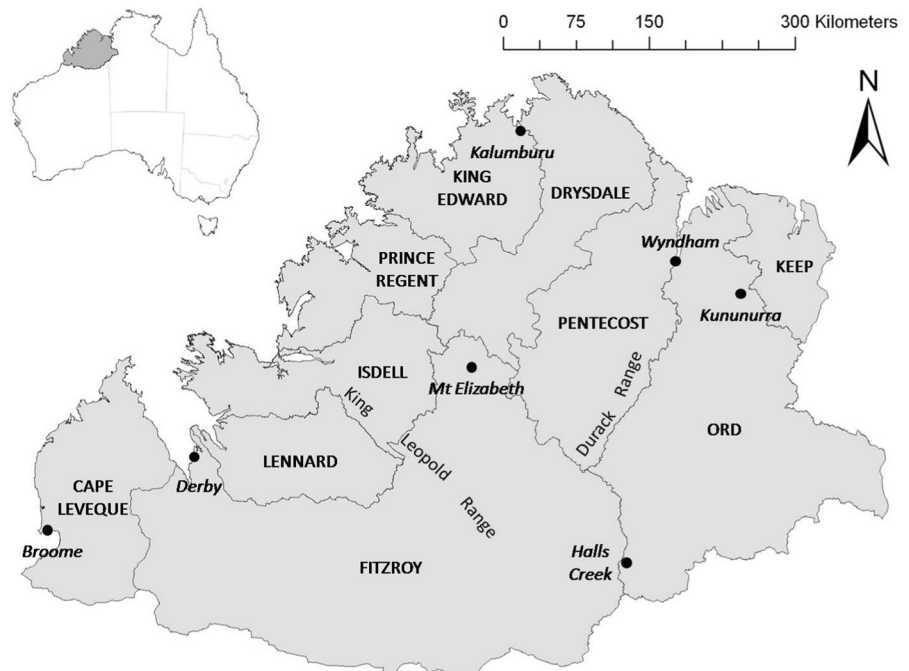 0 75 150 300 Kilometers
N
Kalumburu
KING
EDWARD
DRYSDALE
Wyndham
PRINCE
REGENT
KEEP
Kununurra
PENTECOST
ISDELL
Mt Elizabeth
King
Leopold
Range
Durack Range
ORD
LENNARD
Derby
CAPE
LEVEQUE
Broome
FITZROY
Halls
Creek